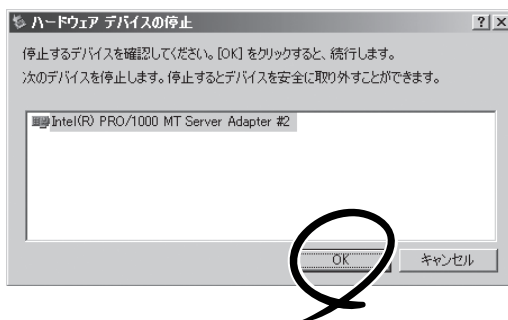 ハードウェア デバイスの停止
停止するデバイスを確認してください。[OK] をクリックすると、続行します。
次のデバイスを停止します。停止するとデバイスを安全に取り外すことができます。
Intel(R) PRO/1000 MT Server Adapter #2
OK
キャンセル